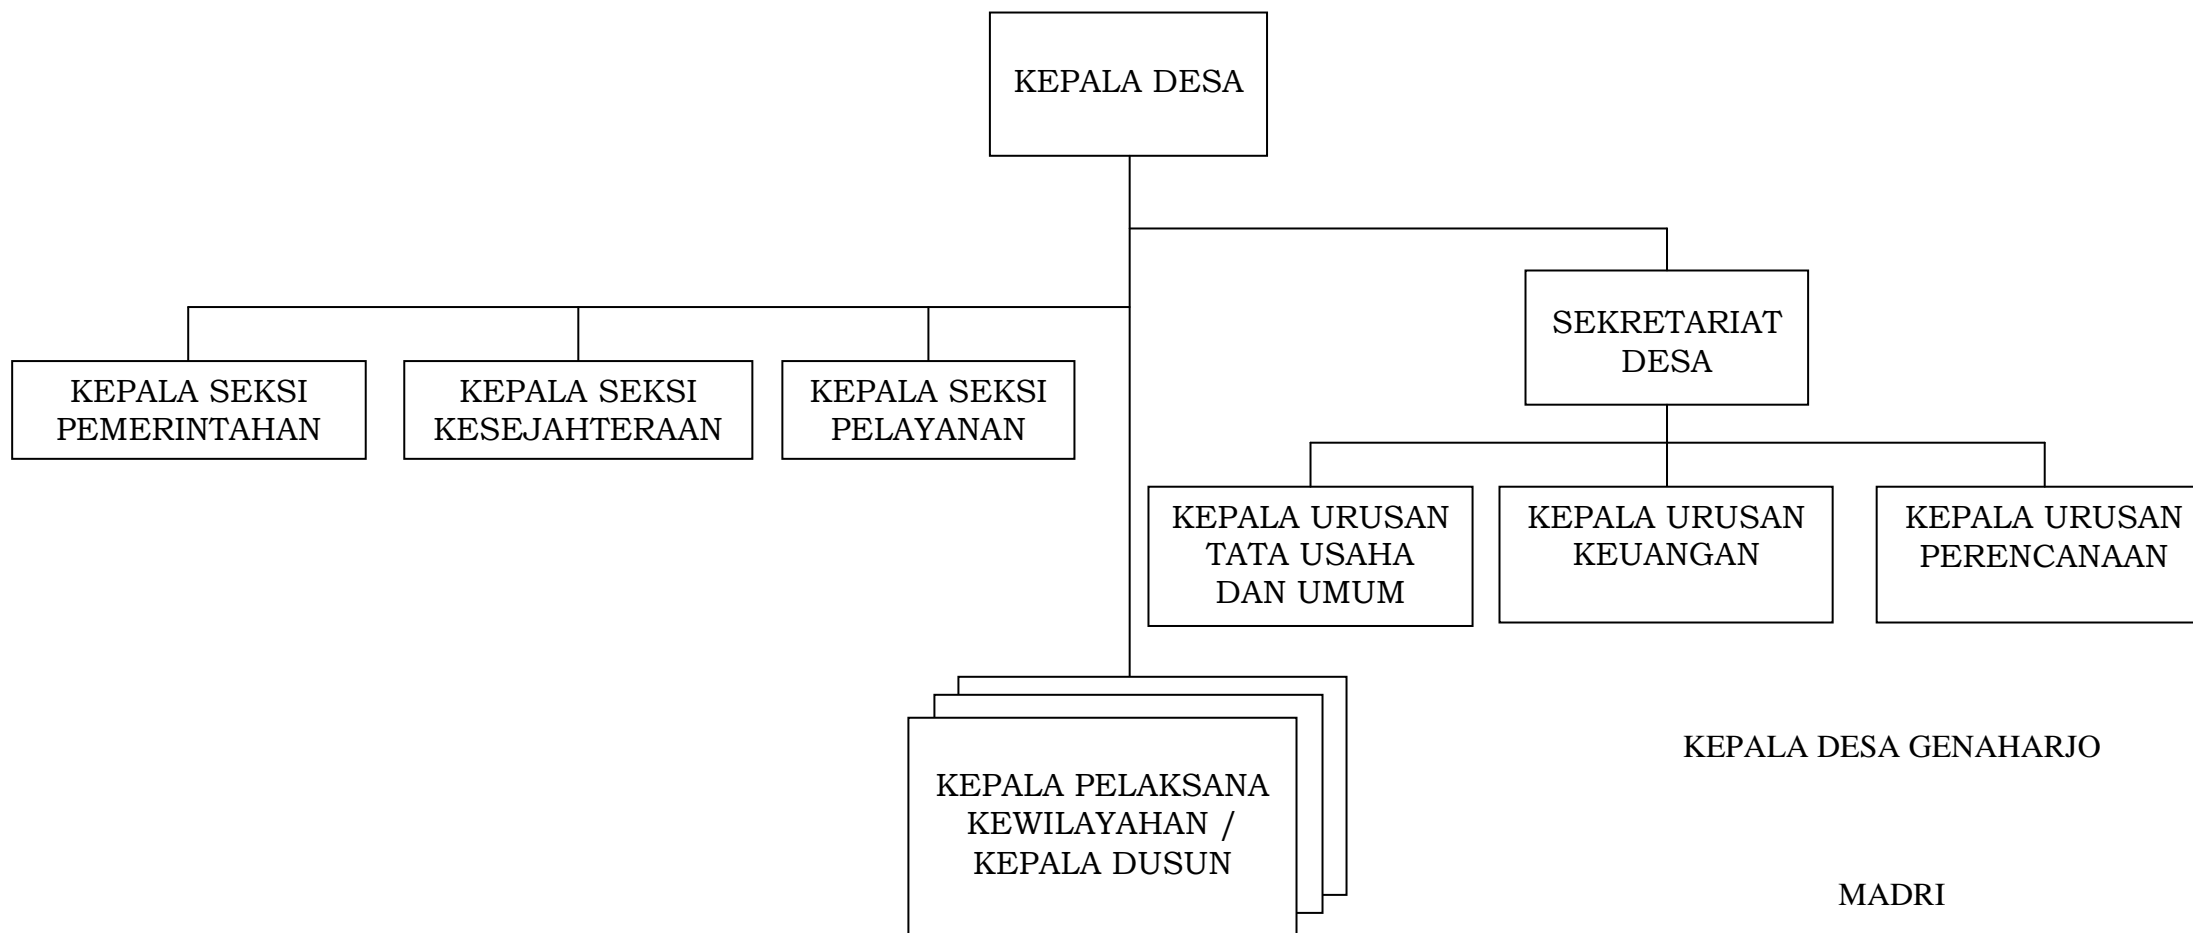 KEPALA DESA
SEKRETARIAT
DESA
KEPALA SEKSI
PEMERINTAHAN
KEPALA SEKSI
KESEJAHTERAAN
KEPALA SEKSI
PELAYANAN
KEPALA URUSAN
TATA USAHA
DAN UMUM
KEPALA URUSAN
KEUANGAN
KEPALA URUSAN
PERENCANAAN
KEPALA PELAKSANA
KEWILAYAHAN /
KEPALA DUSUN
KEPALA DESA GENAHARJO
MADRI